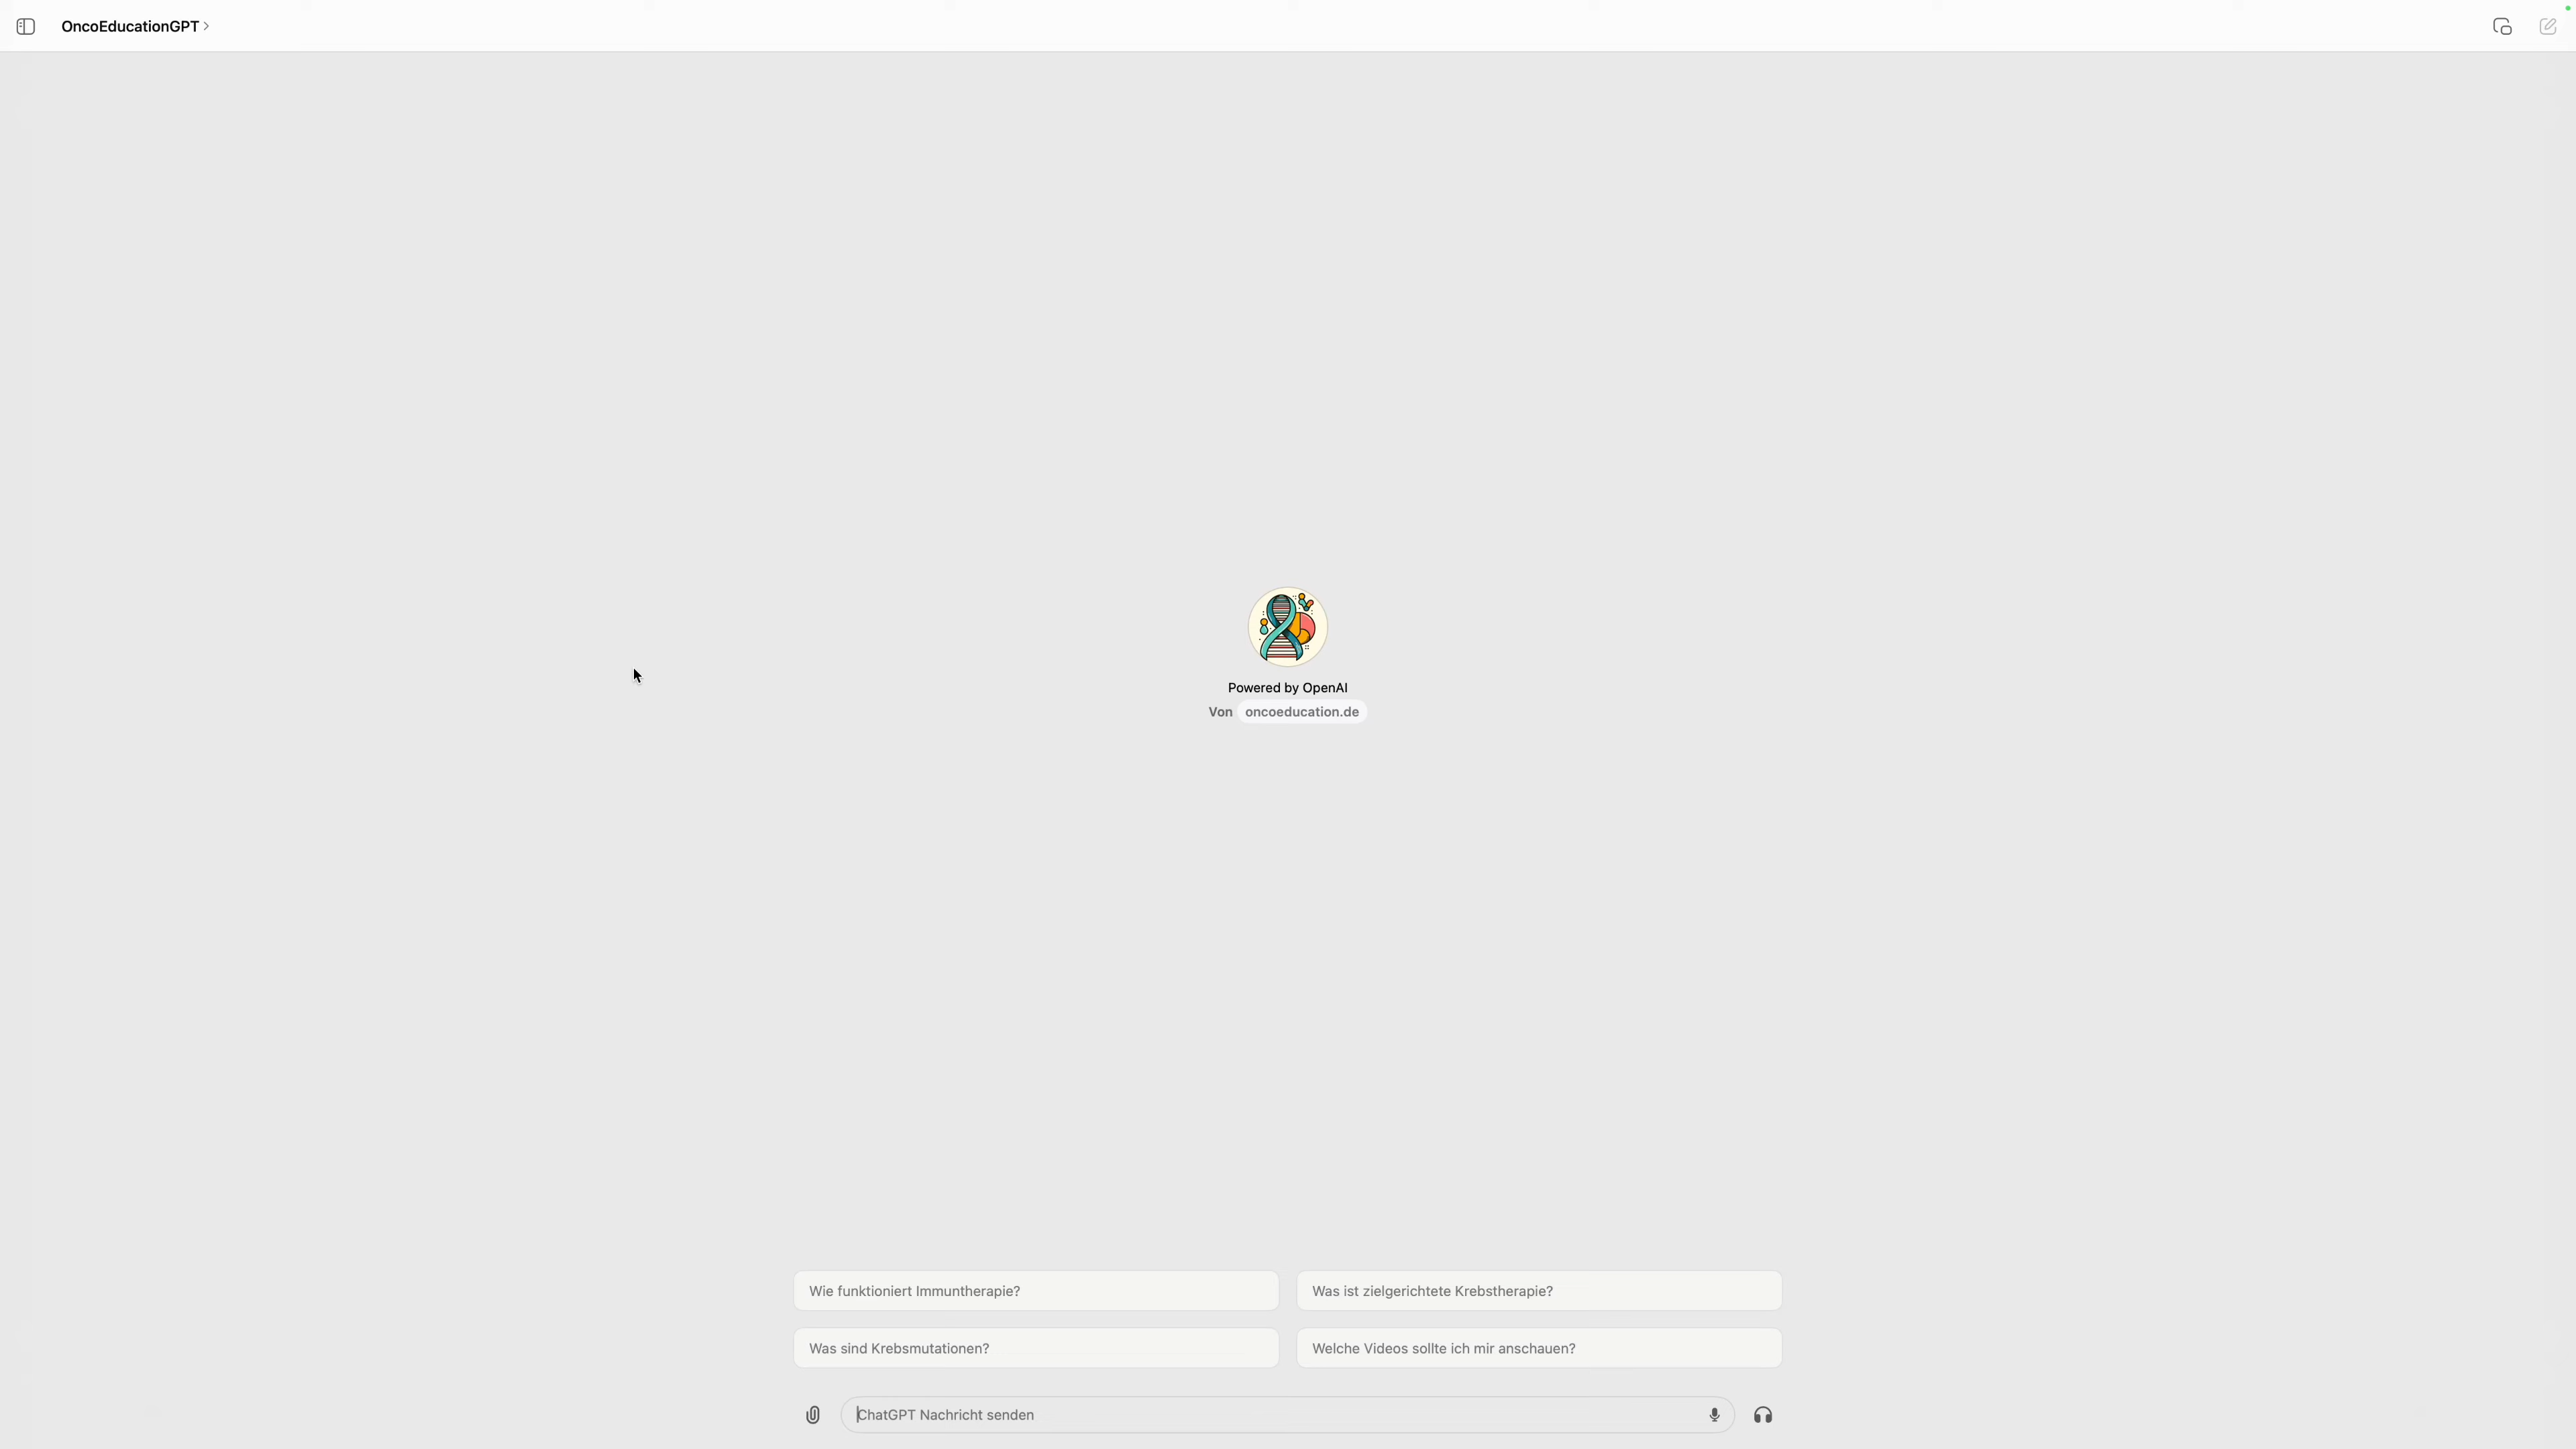 OncoEducationGPT
Powered by OpenAI
Von oncoeducation.de
Wie funktioniert Immuntherapie?
Was ist zielgerichtete Krebstherapie?
Was sind Krebsmutationen?
Welche Videos sollte ich mir anschauen?
ChatGPT Nachricht senden